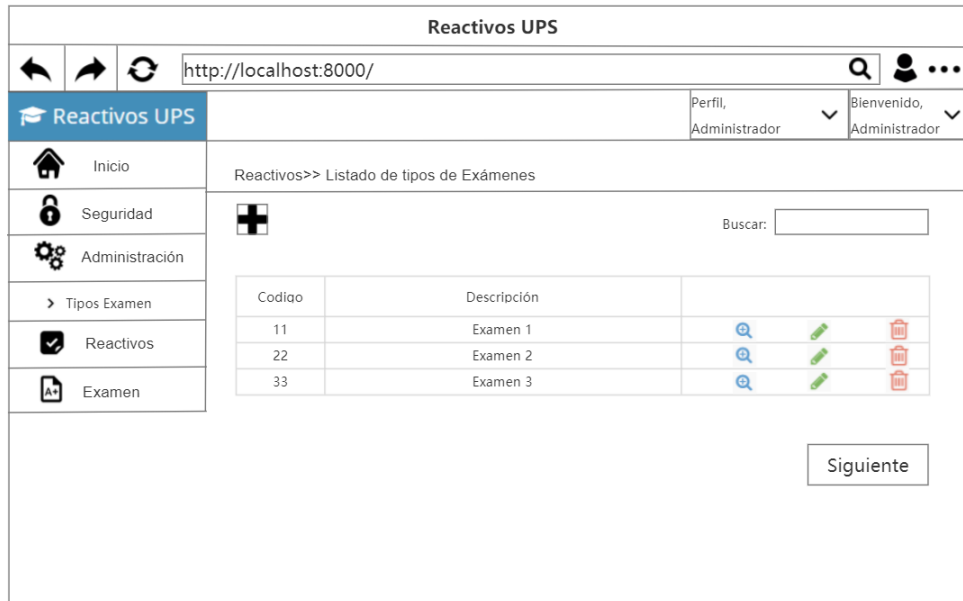 Reactivos UPS
http://localhost:8000/
Reactivos UPS
Perfil,
Administrador
Bienvenido,
Administrador
Inicio
Seguridad
Administración
Tipos Examen
Reactivos
A+
Examen
Reactivos>> Listado de tipos de Exámenes
Buscar:
Codigo Descripción
11 Examen 1
22 Examen 2
33 Examen 3
Siguiente